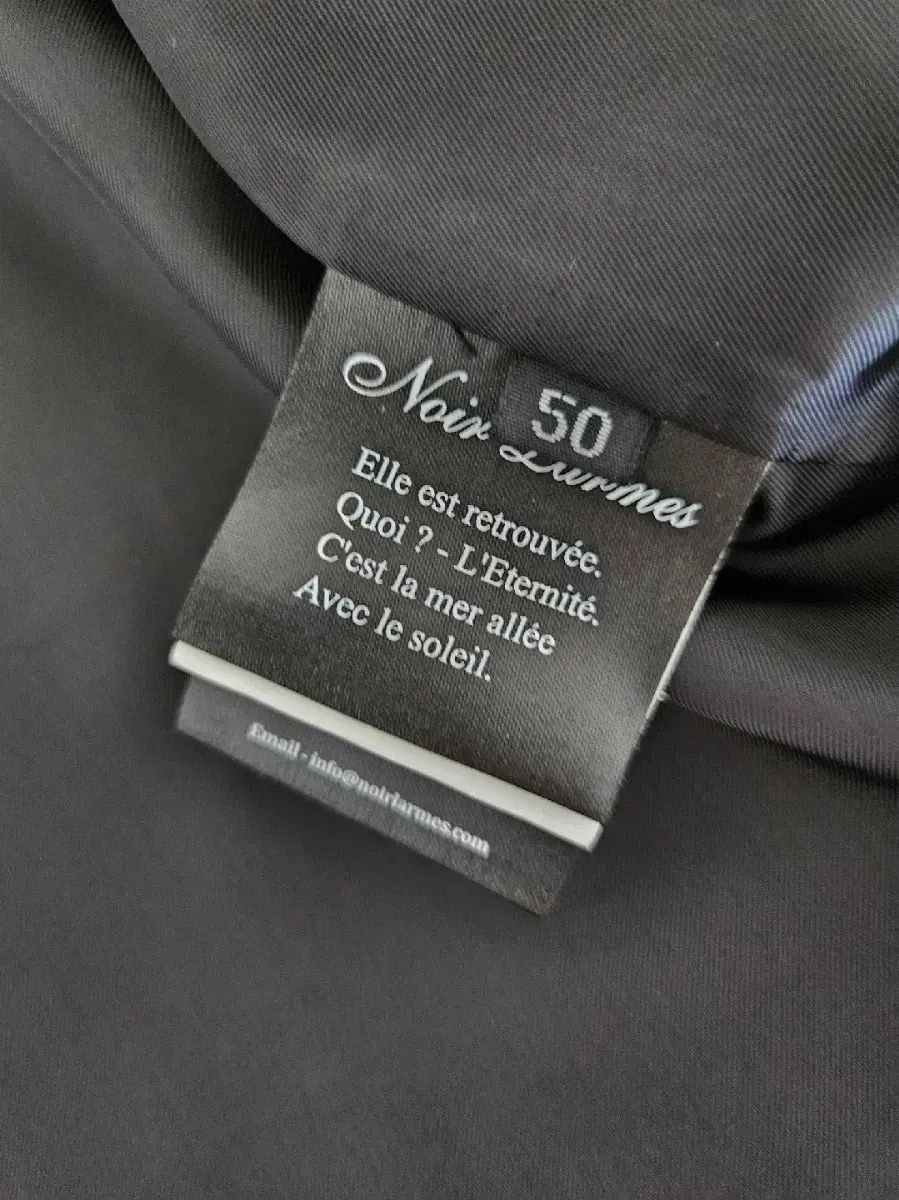 Noir Larmes
50
Elle est retrouvée.
Quoi ? - L'Eternité.
C'est la mer allée
Avec le soleil.
Email - info@noirlarmes.com